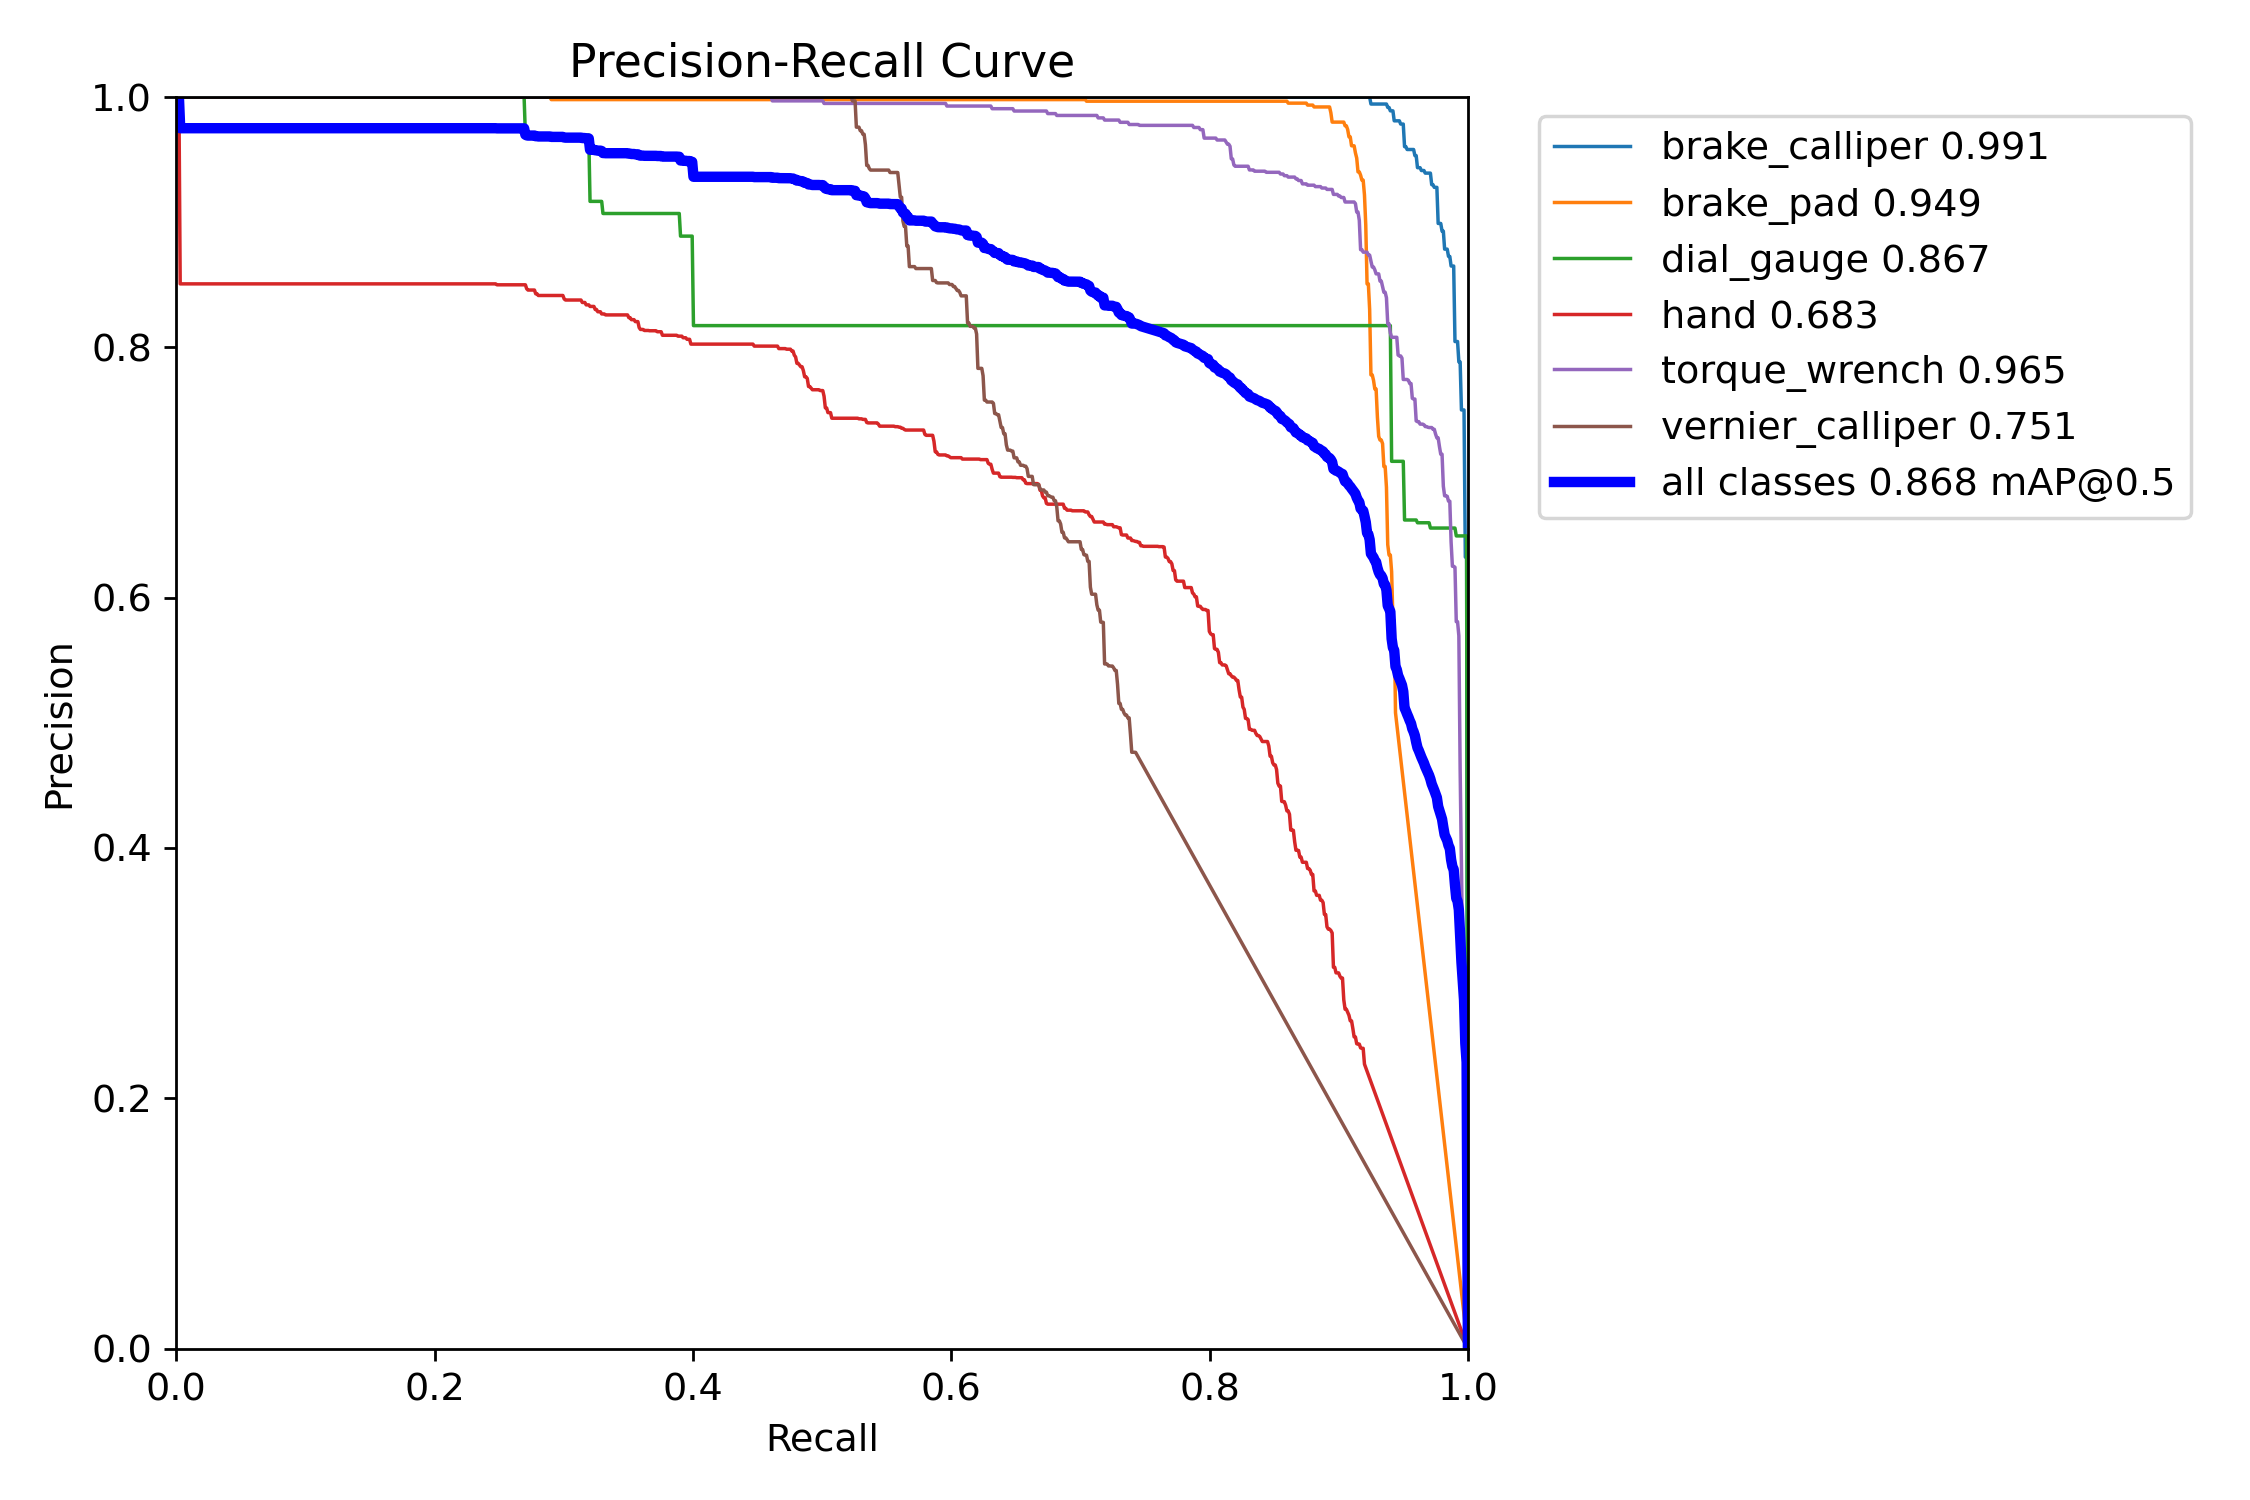 Precision-Recall Curve
1.0
0.8
0.6
0.4
0.2
0.0
Precision
0.0 0.2 0.4 0.6 0.8 1.0
Recall
brake_calliper 0.991
brake_pad 0.949
dial_gauge 0.867
hand 0.683
torque_wrench 0.965
vernier_calliper 0.751
all classes 0.868 mAP@0.5